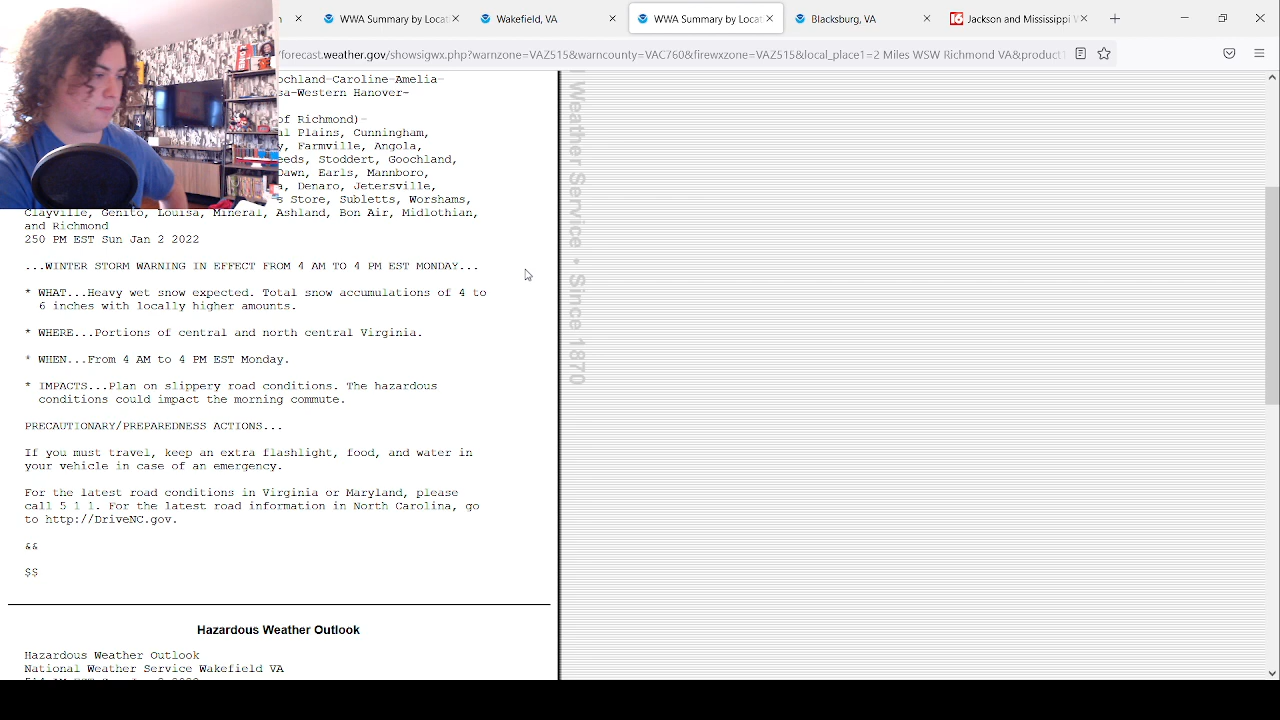 WWA Summary by Locat
Wakefield, VA
WWA Summary by Locat
Blacksburg, VA
Jackson and Mississippi V
forecast.weather.gov/showsigwx.php?warnzone=VAZ515&warncounty=VAC760&firewxzone=VAZ515&local_place1=2 Miles WSW Richmond VA&product1
ochland-Caroline-Amelia-
sa-Western Hanover-
of Richmond)-
al Plains, Cunningham,
y, Farmville, Angola,
eeds, Stoddert, Goochland,
Dawn, Earls, Mannboro,
a, Denaro, Jetersville,
s Store, Subletts, Worshams,
Clayville, Genito, Louisa, Mineral, Ashland, Bon Air, Midlothian,
and Richmond
250 PM EST Sun Jan 2 2022
...WINTER STORM WARNING IN EFFECT FROM 4 AM TO 4 PM EST MONDAY...
* WHAT...Heavy wet snow expected. Total snow accumulations of 4 to
6 inches with locally higher amounts.
* WHERE...Portions of central and north central Virginia.
* WHEN...From 4 AM to 4 PM EST Monday.
* IMPACTS...Plan on slippery road conditions. The hazardous
conditions could impact the morning commute.
PRECAUTIONARY/PREPAREDNESS ACTIONS...
If you must travel, keep an extra flashlight, food, and water in
your vehicle in case of an emergency.
For the latest road conditions in Virginia or Maryland, please
call 5 1 1. For the latest road information in North Carolina, go
to http://DriveNC.gov.
&&
$$
Hazardous Weather Outlook
Hazardous Weather Outlook
National Weather Service Wakefield VA
l Weather Service • Since 1870